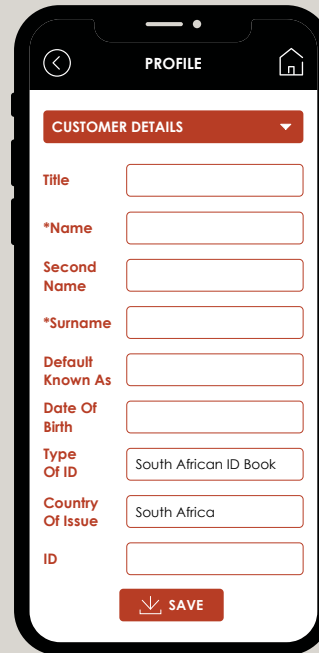 PROFILE
CUSTOMER DETAILS
Title
*Name
Second
Name
*Surname
Default
Known As
Date Of
Birth
Type
Of ID
South African ID Book
Country
Of Issue
South Africa
ID
SAVE